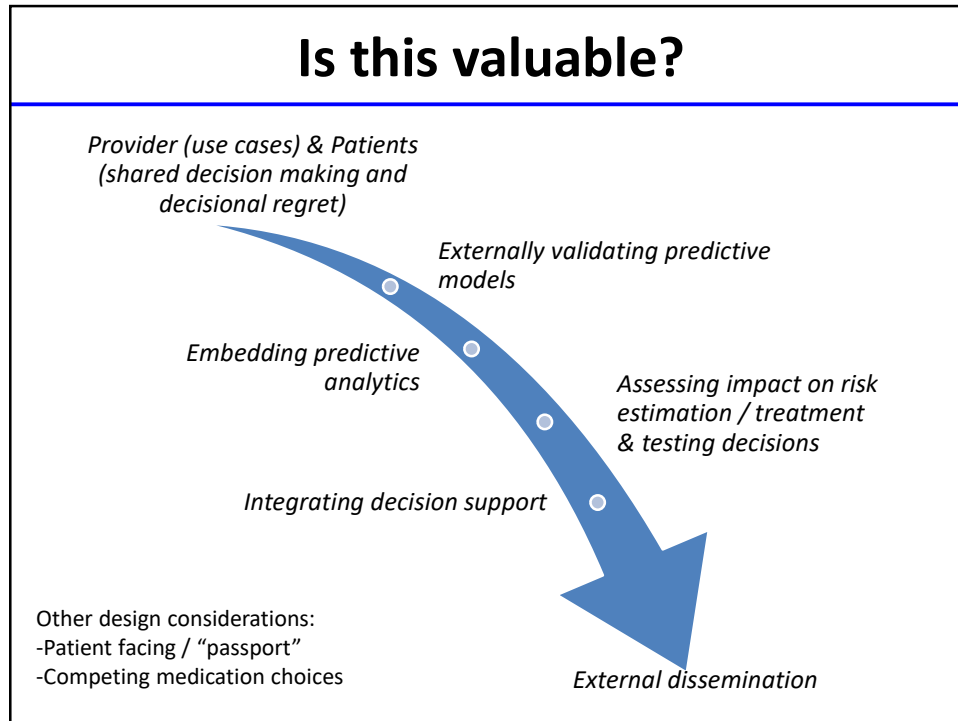 Is this valuable?
Provider (use cases) & Patients
(shared decision making and
decisional regret)
Externally validating predictive
models
Embedding predictive
analytics
Assessing impact on risk
estimation / treatment
& testing decisions
Integrating decision support
Other design considerations:
-Patient facing / “passport”
-Competing medication choices
External dissemination